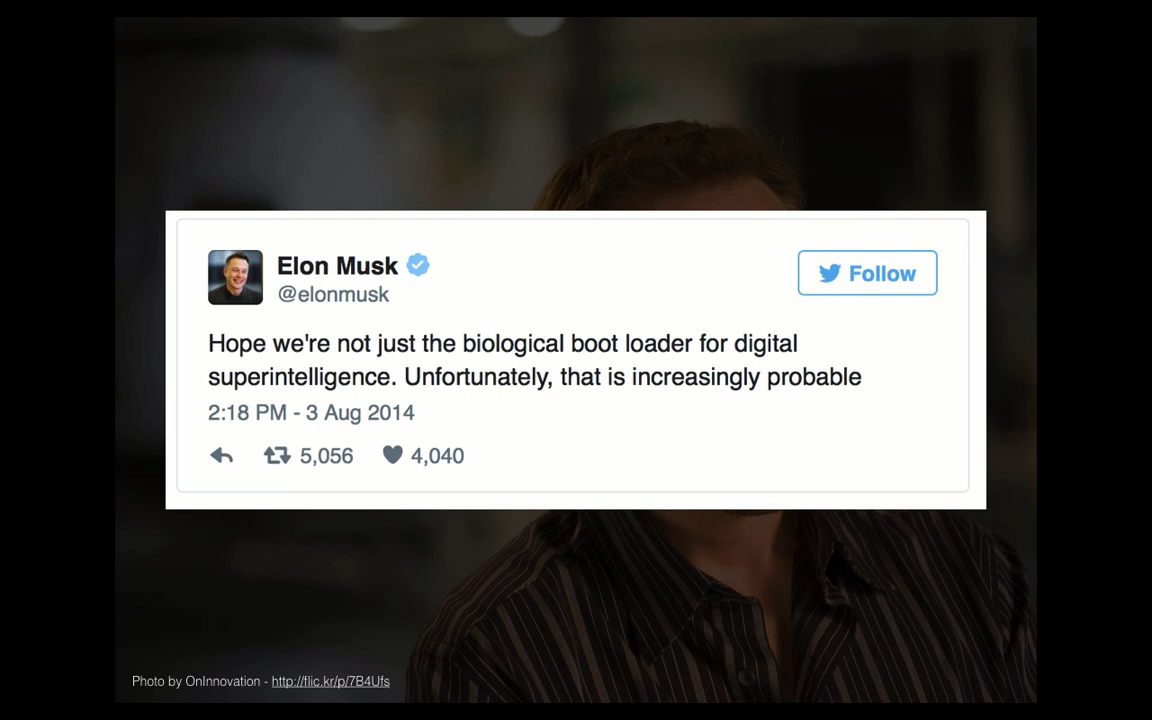 Elon Musk
@elonmusk
Follow
Hope we're not just the biological boot loader for digital
superintelligence. Unfortunately, that is increasingly probable
2:18 PM - 3 Aug 2014
5,056 4,040
Photo by OnInnovation - http://flic.kr/p/7B4Ufs